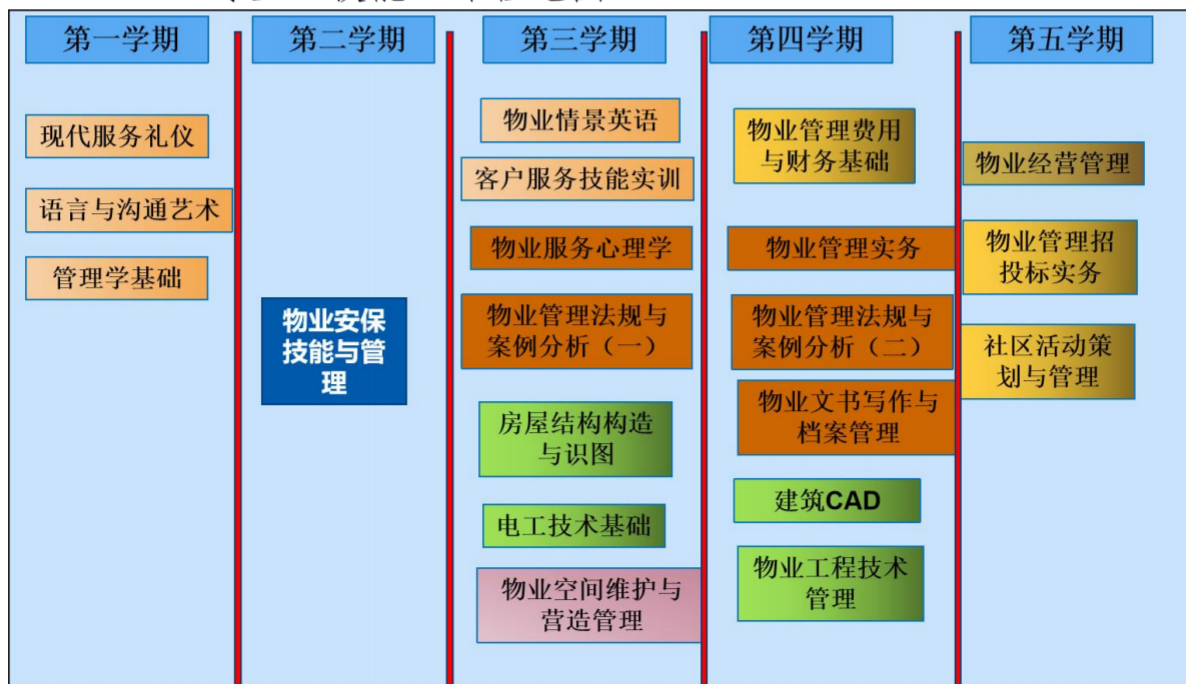 第一学期
第二学期
第三学期
第四学期
第五学期
现代服务礼仪
语言与沟通艺术
管理学基础
物业安保
技能与管
理
物业情景英语
客户服务技能实训
物业服务心理学
物业管理法规与
案例分析（一）
房屋结构构造
与识图
电工技术基础
物业空间维护与
营造管理
物业管理费用
与财务基础
物业管理实务
物业管理法规与
案例分析（二）
物业文书写作与
档案管理
建筑CAD
物业工程技术
管理
物业经营管理
物业管理招
投标实务
社区活动策
划与管理